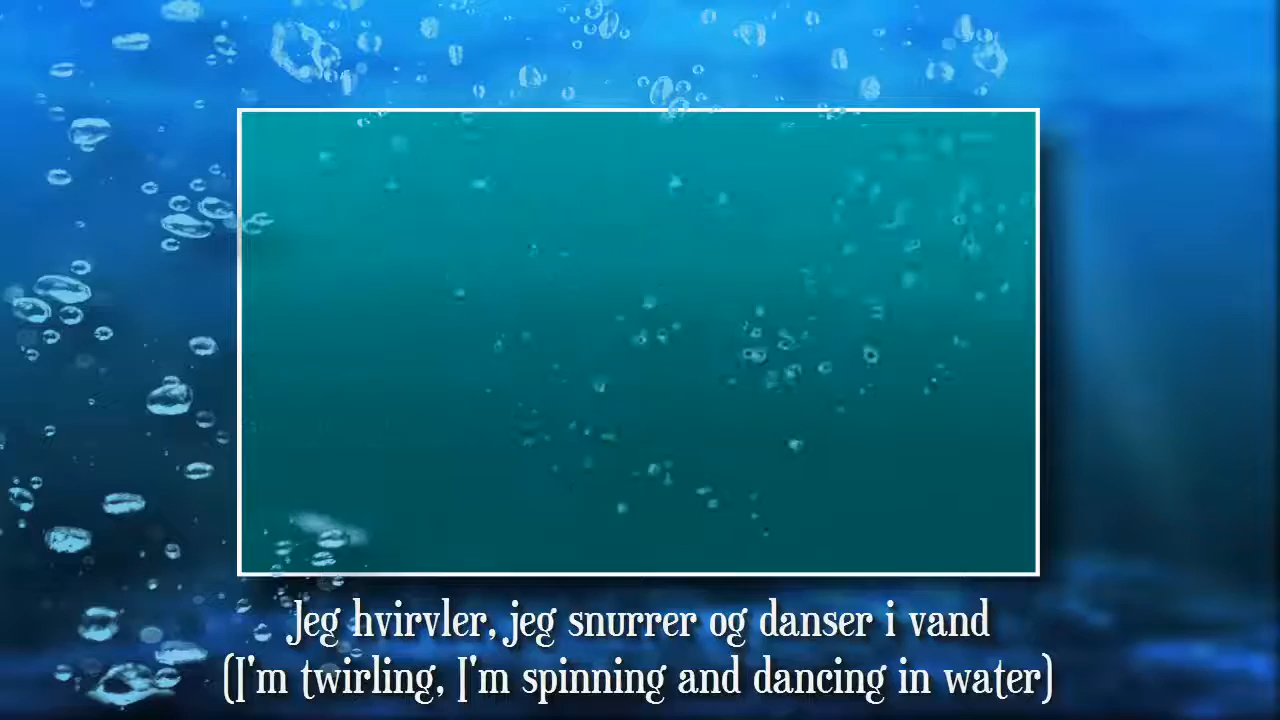 Jeg hvirvler, jeg snurrer og danser i vand
(I'm twirling, I'm spinning and dancing in water)